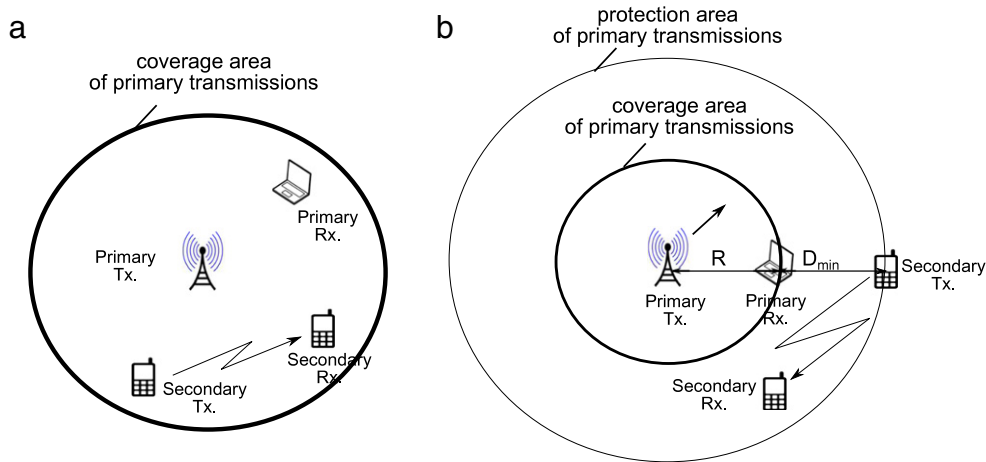 a
coverage area
of primary transmissions
Primary
Rx.
Primary
Tx.
Secondary
Rx.
Secondary
Tx.
b
protection area
of primary transmissions
coverage area
of primary transmissions
R
Dmin
Secondary
Tx.
Primary
Tx.
Primary
Rx.
Secondary
Rx.